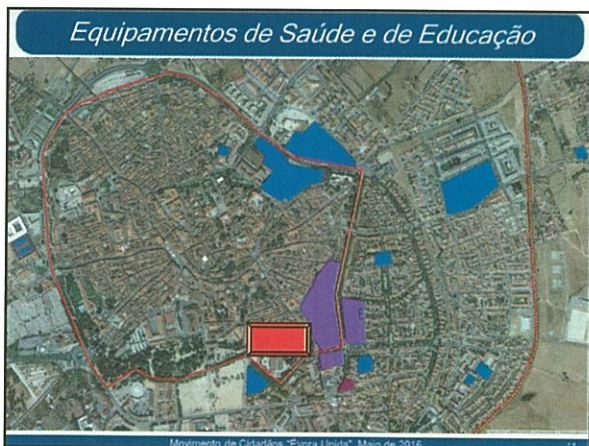 Equipamentos de Saúde e de Educação
E
Movimento de Cidadãos "Évora Unida", Maio de 2016